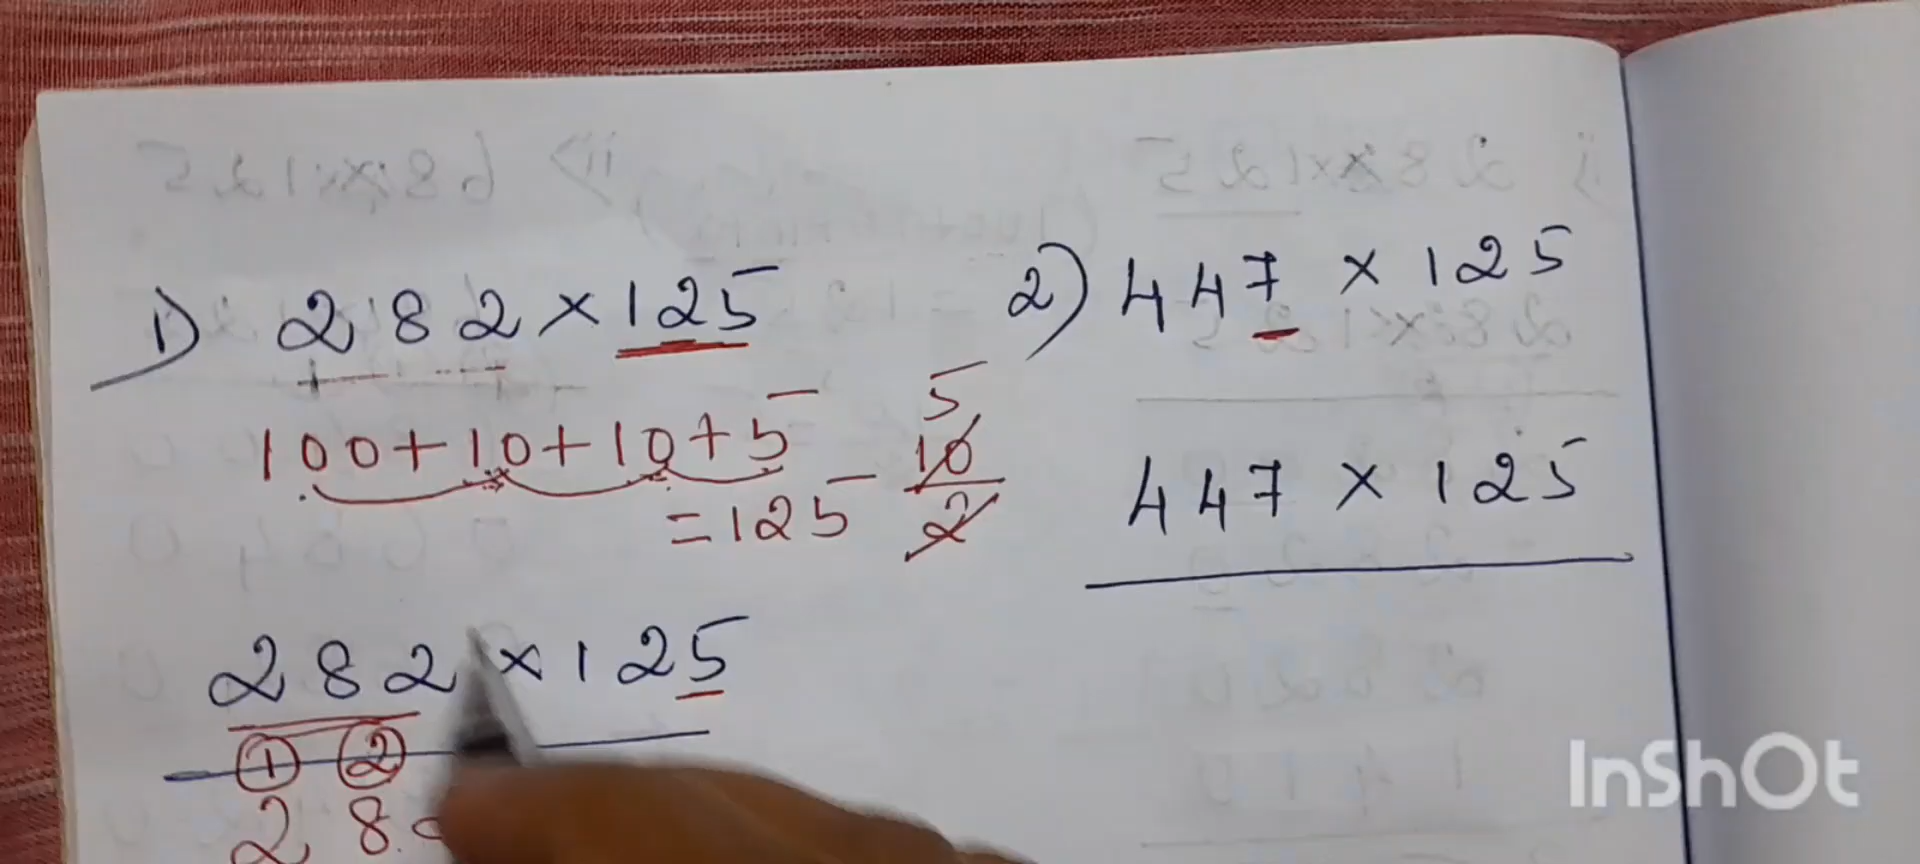 1) 282 × 125
100 + 10 + 10 + 5
= 125
5
10
2
282 × 125
1 2
2 8
2) 447 × 125
447 × 125
InShOt